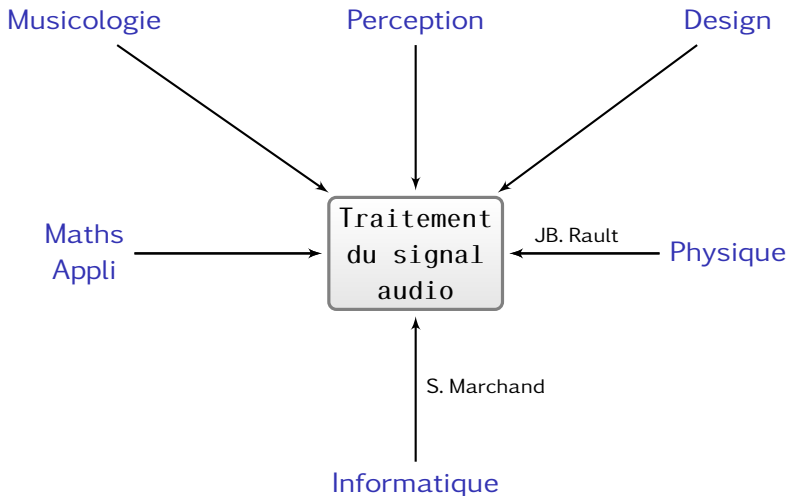 Musicologie
Perception
Design
Maths
Appli
Traitement
du signal
audio
JB. Rault
Physique
S. Marchand
Informatique